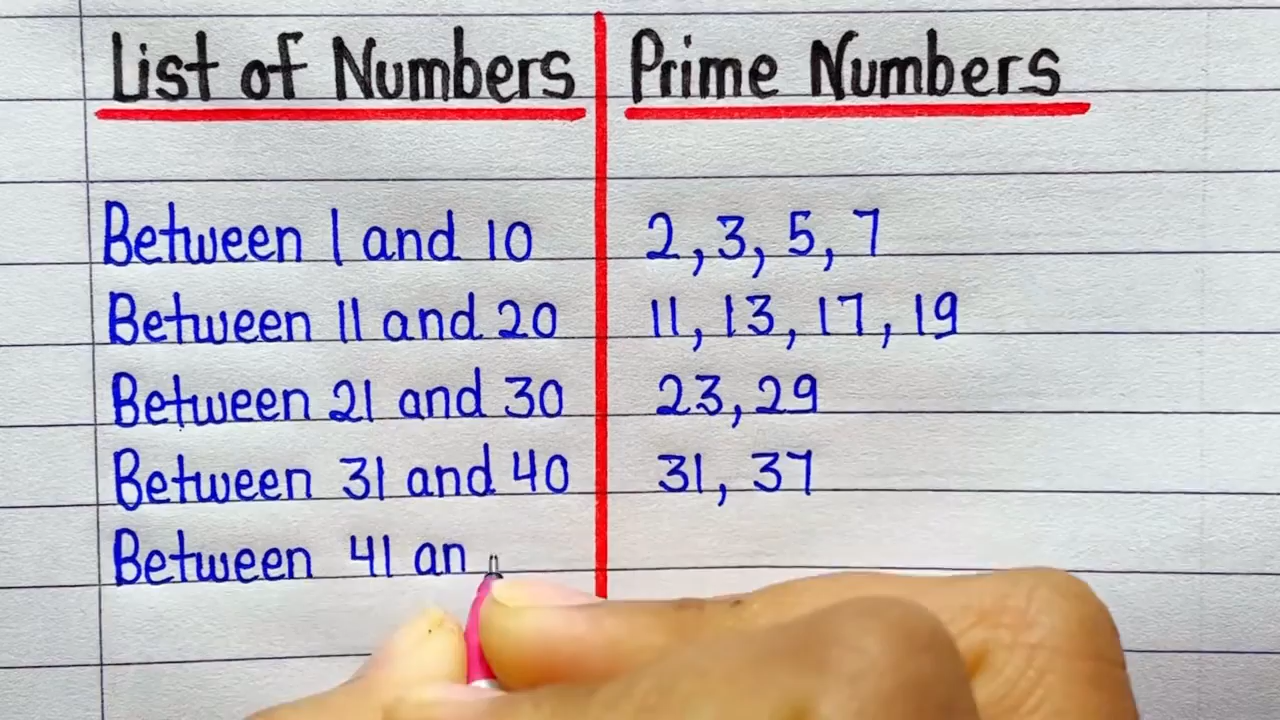 List of Numbers Prime Numbers
Between 1 and 10 2, 3, 5, 7
Between 11 and 20 11, 13, 17, 19
Between 21 and 30 23, 29
Between 31 and 40 31, 37
Between 41 an